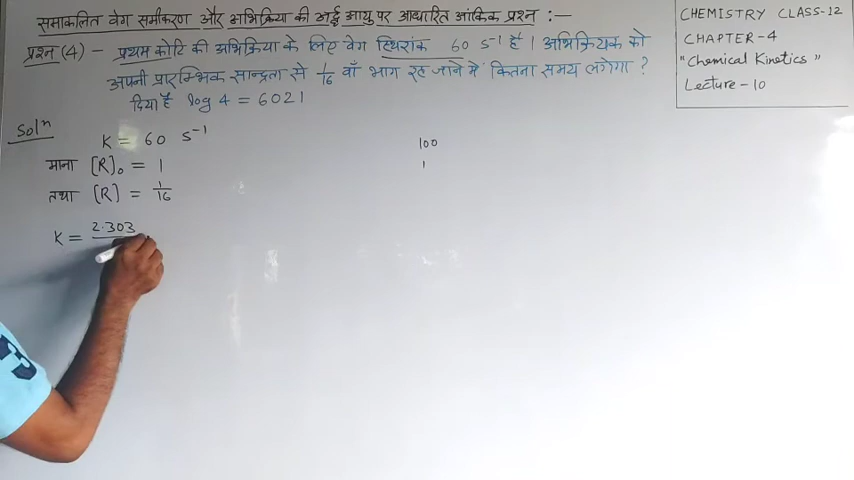 समाकलित वेग समीकरण और अभिक्रिया की अर्द्ध आयु पर आधारित आंकिक प्रश्न :—
प्रश्न (4) - प्रथम कोटि की अभिक्रिया के लिए वेग स्थिरांक 60 s⁻¹ है। अभिक्रियक को
अपनी प्रारम्भिक सान्द्रता से 1/16 वाँ भाग रह जाने में कितना समय लगेगा ?
दिया है log 4 = 6021
Solⁿ
K = 60 s⁻¹
माना [R]₀ = 1
तथा [R] = 1/16
K = 2.303
100
1
CHEMISTRY CLASS-12
CHAPTER-4
"Chemical Kinetics"
Lecture-10